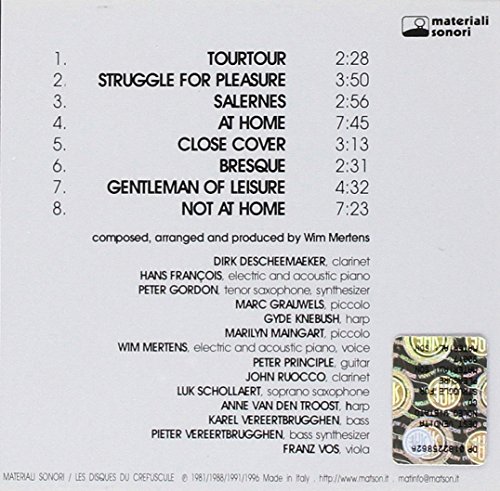 materiali
sonori
1. TOURTOUR 2:28
2. STRUGGLE FOR PLEASURE 3:50
3. SALERNES 2:56
4. AT HOME 7:45
5. CLOSE COVER 3:13
6. BRESQUE 2:31
7. GENTLEMAN OF LEISURE 4:32
8. NOT AT HOME 7:23
composed, arranged and produced by Wim Mertens
DIRK DESCHEEMAEKER, clarinet
HANS FRANÇOIS, electric and acoustic piano
PETER GORDON, tenor saxophone, synthesizer
MARC GRAUWELS, piccolo
GYDE KNEBUSH, harp
MARILYN MAINGART, piccolo
WIM MERTENS, electric and acoustic piano, voice
PETER PRINCIPLE, guitar
JOHN RUOCCO, clarinet
LUK SCHOLLAERT, soprano saxophone
ANNE VAN DEN TROOST, harp
KAREL VEREERTBRUGGHEN, bass
PIETER VEREERTBRUGGHEN, bass synthesizer
FRANZ VOS, viola
MATERIALI SONORI / LES DISQUES DU CREPUSCULE ℗ 1981/1988/1991/1996 Made in Italy . http://www.matson.it . matinfo@matson.it